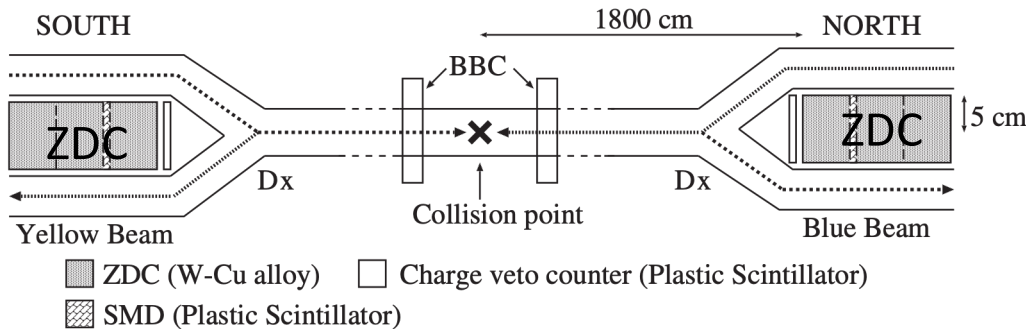 1800 cm
SOUTH
NORTH
BBC
ZDC
ZDC
5 cm
Dx
Dx
Collision point
Yellow Beam
Blue Beam
ZDC (W-Cu alloy)
Charge veto counter (Plastic Scintillator)
SMD (Plastic Scintillator)